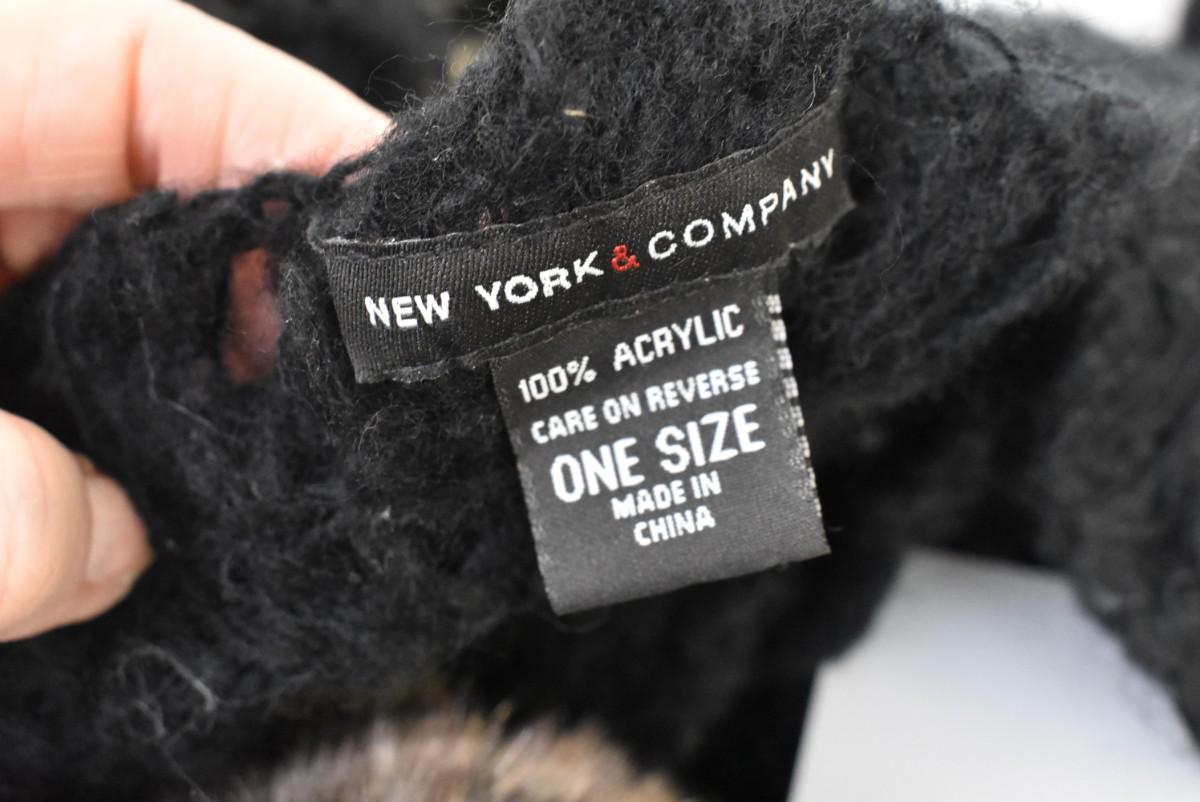 NEW YORK & COMPANY
100% ACRYLIC
CARE ON REVERSE
ONE SIZE
MADE IN
CHINA